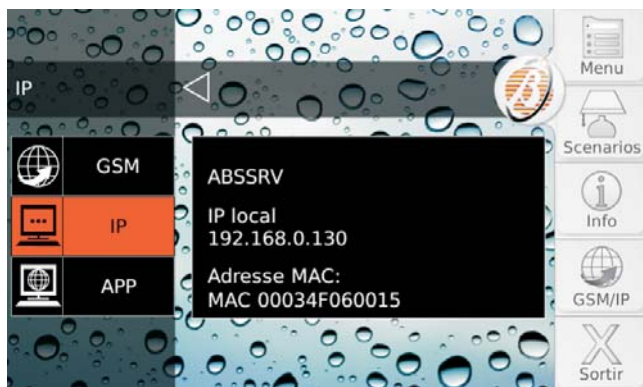 IP
GSM
IP
APP
ABSSRV
IP local
192.168.0.130
Adresse MAC:
MAC 00034F060015
Menu
Scenarios
Info
GSM/IP
Sortir